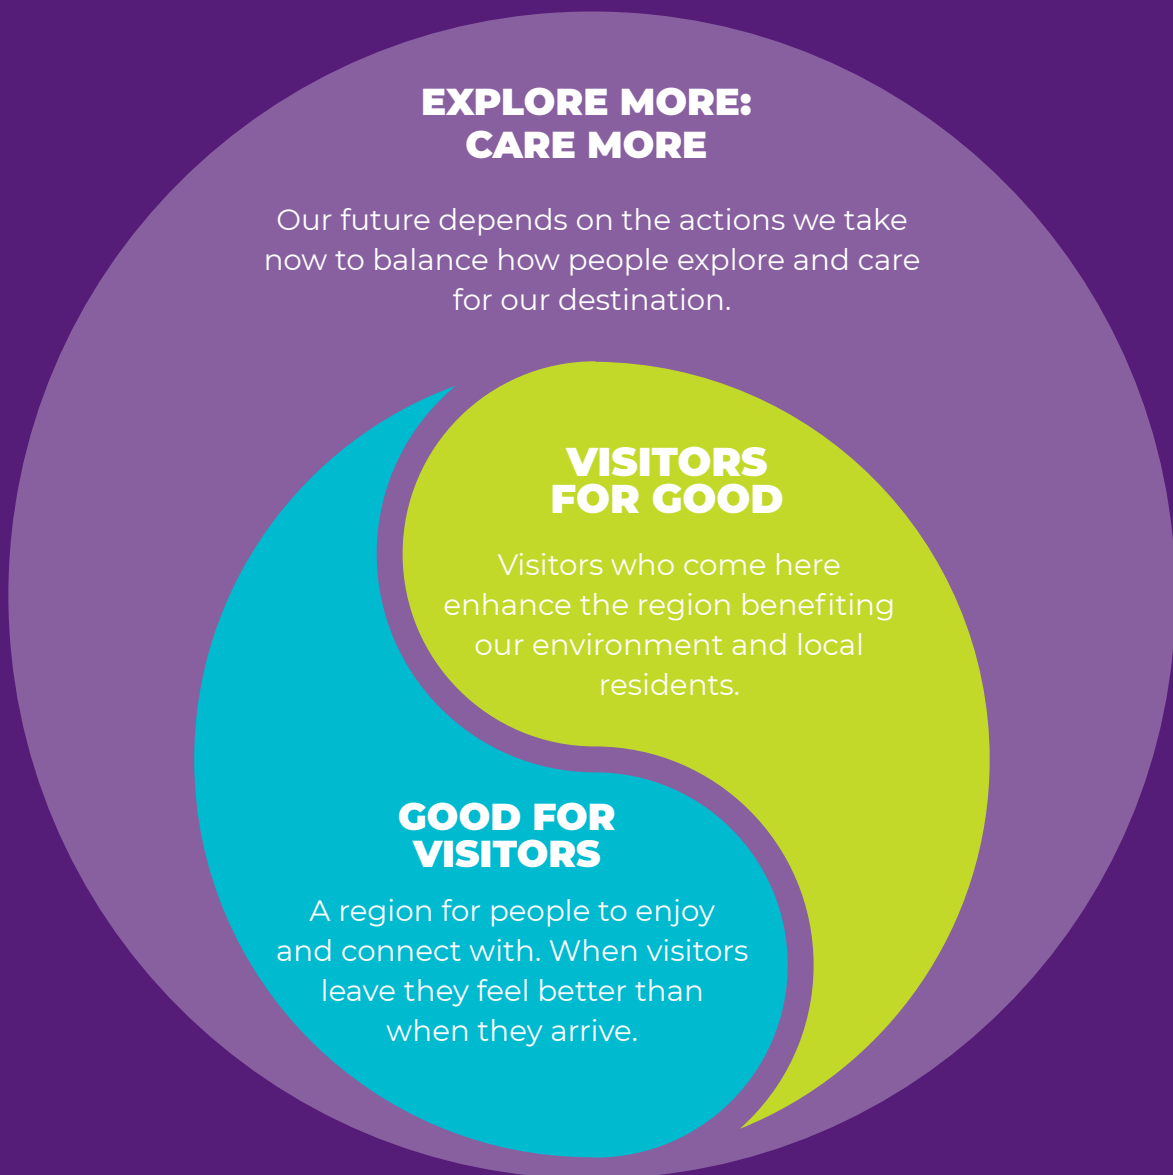 EXPLORE MORE:
CARE MORE
Our future depends on the actions we take
now to balance how people explore and care
for our destination.
VISITORS
FOR GOOD
Visitors who come here
enhance the region benefiting
our environment and local
residents.
GOOD FOR
VISITORS
A region for people to enjoy
and connect with. When visitors
leave they feel better than
when they arrive.